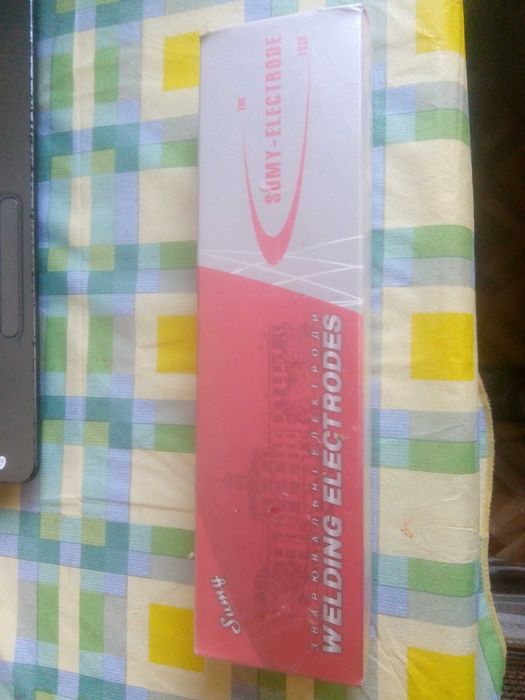 TM
SUMY-ELECTRODE
1960
Sumy
ЗВАРЮВАЛЬНІ ЕЛЕКТРОДИ
WELDING ELECTRODES